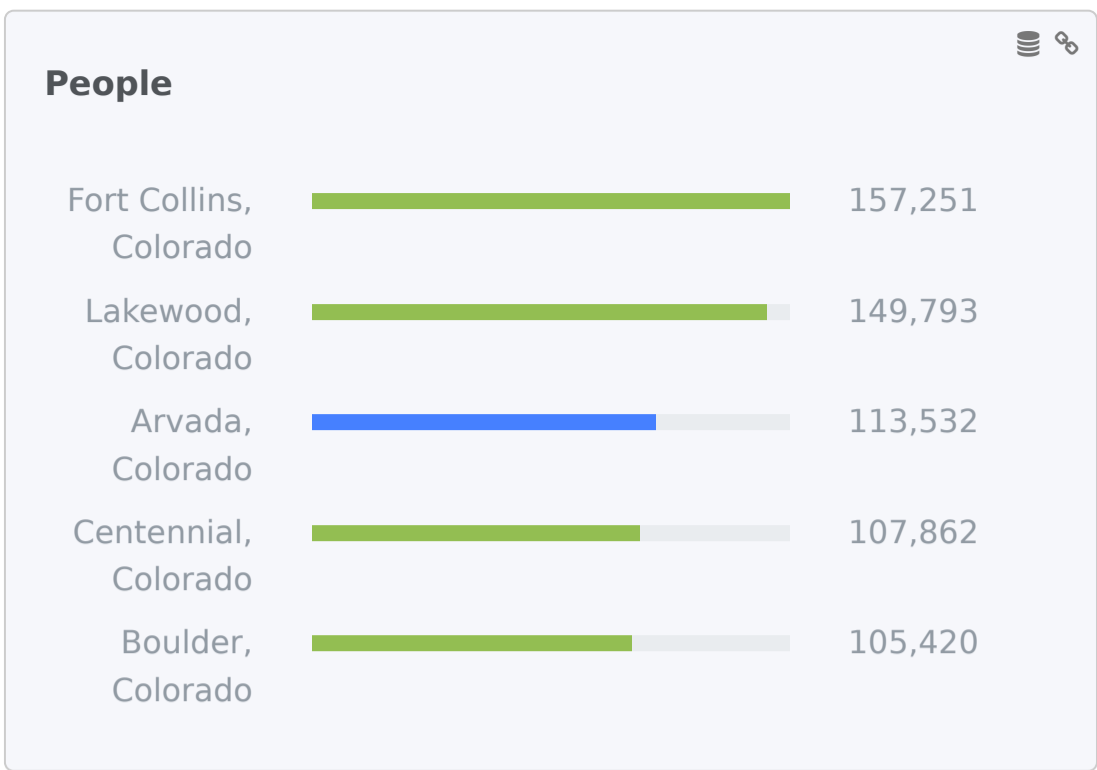 People
Fort Collins,
Colorado
157,251
Lakewood,
Colorado
149,793
Arvada,
Colorado
113,532
Centennial,
Colorado
107,862
Boulder,
Colorado
105,420